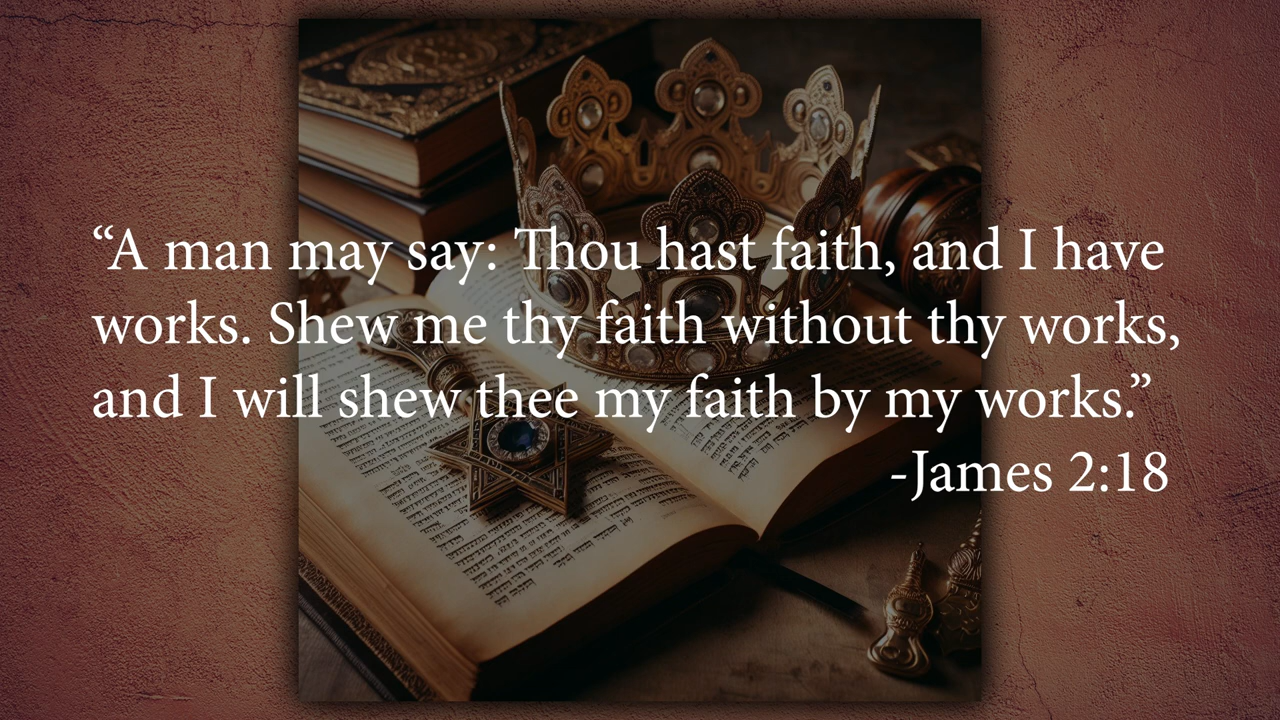 “A man may say: Thou hast faith, and I have
works. Shew me thy faith without thy works,
and I will shew thee my faith by my works.”
-James 2:18